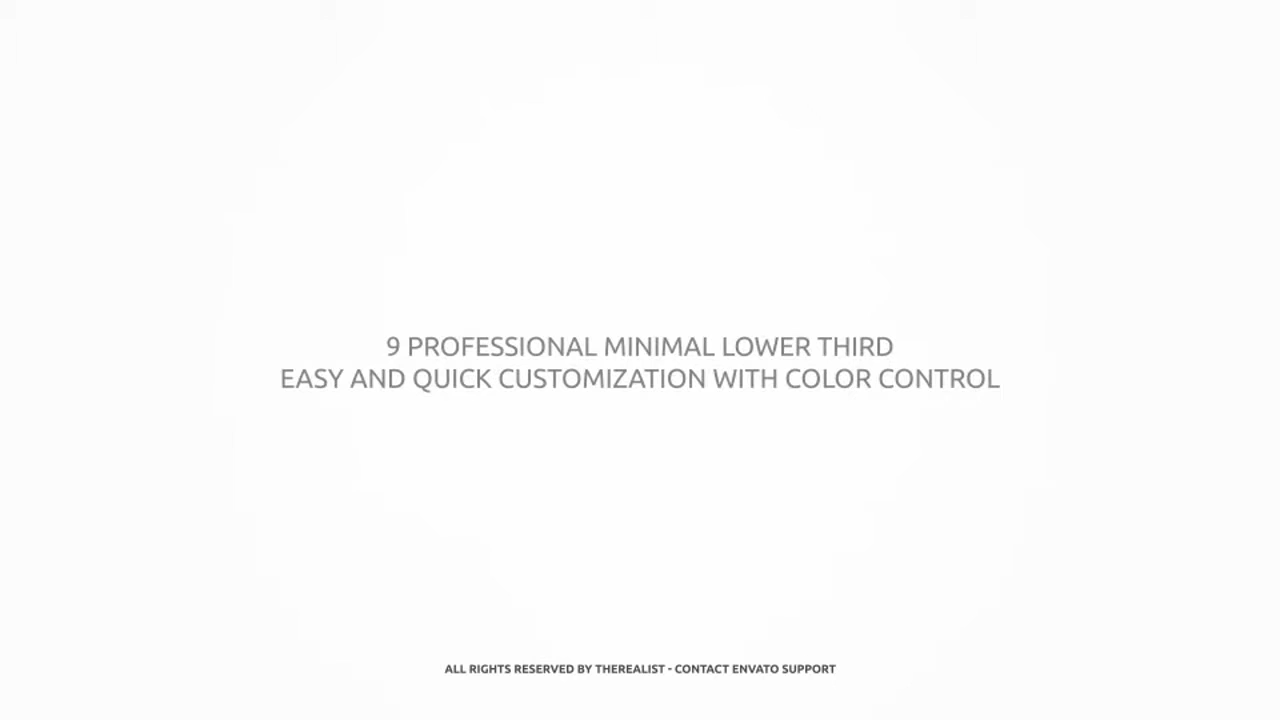 9 PROFESSIONAL MINIMAL LOWER THIRD
EASY AND QUICK CUSTOMIZATION WITH COLOR CONTROL
ALL RIGHTS RESERVED BY THEREALIST - CONTACT ENVATO SUPPORT